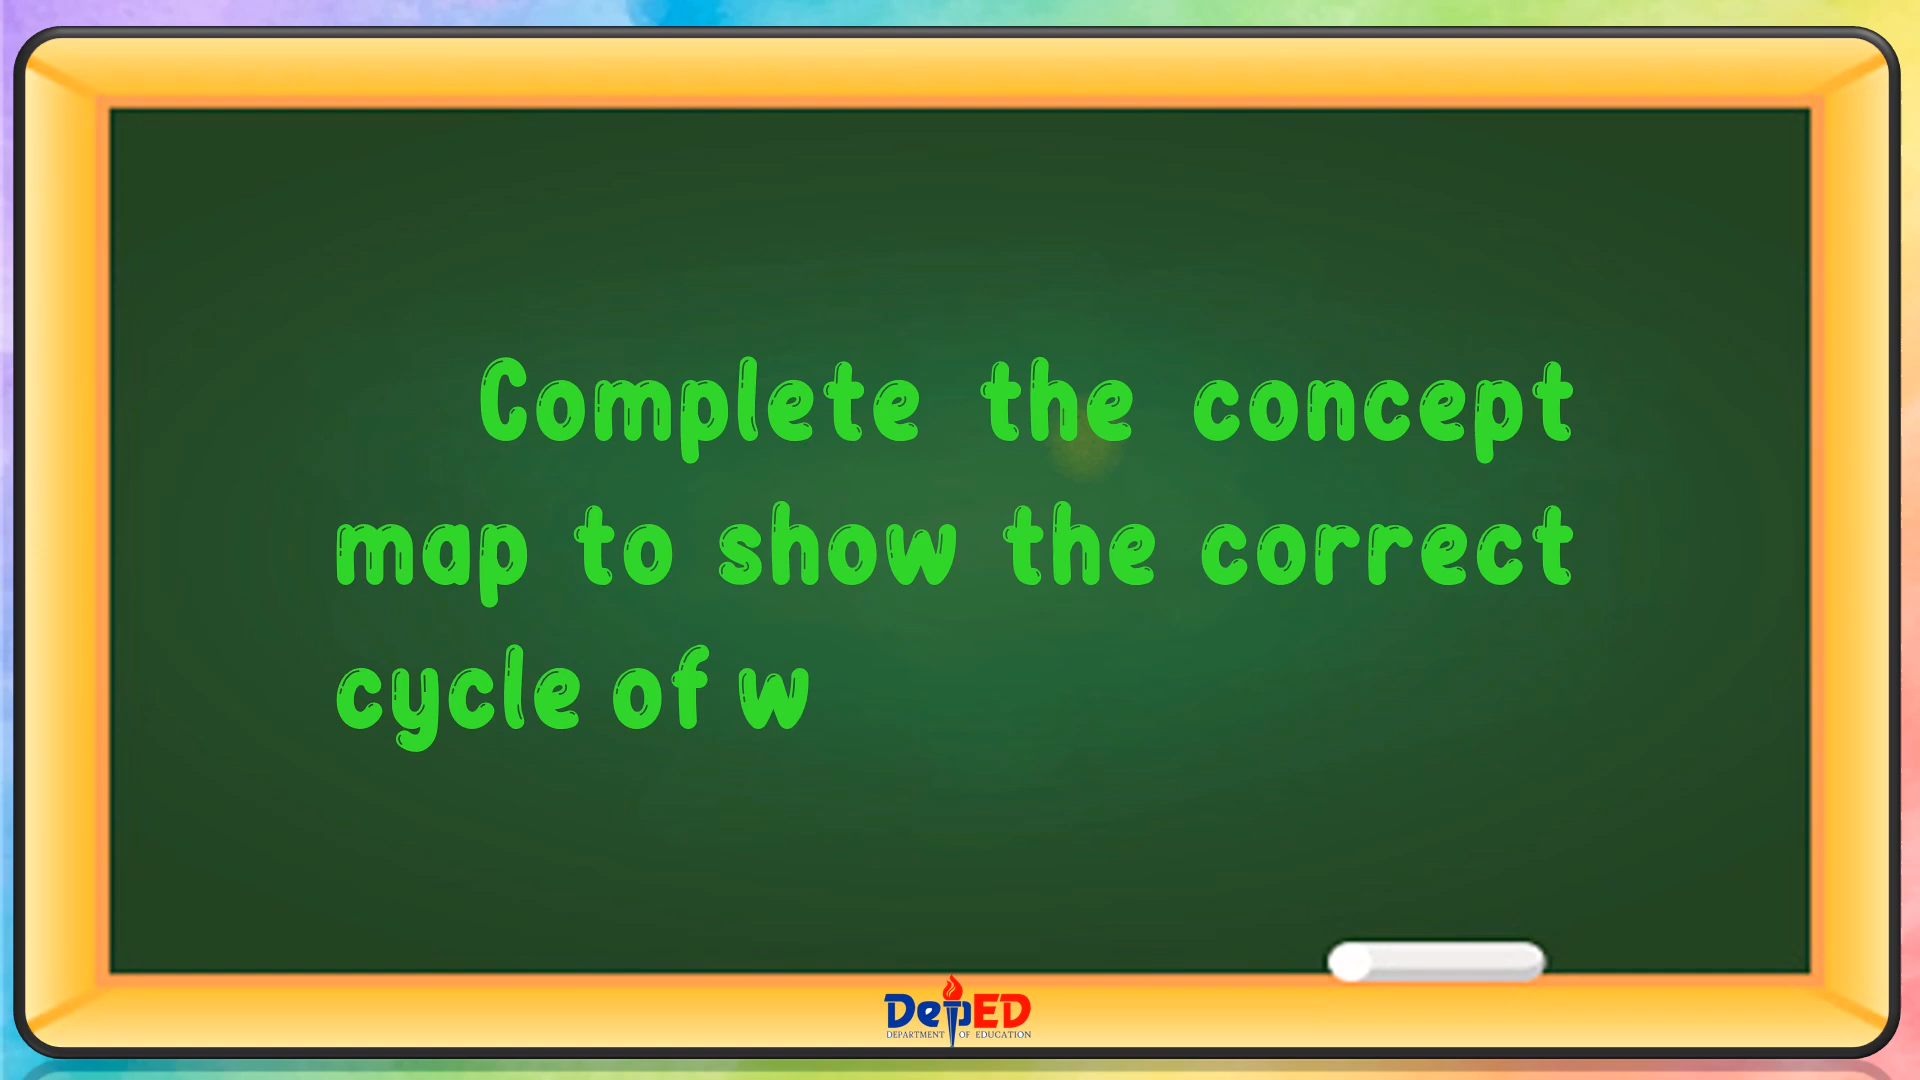 Complete the concept
map to show the correct
cycle of w
DepED
DEPARTMENT OF EDUCATION